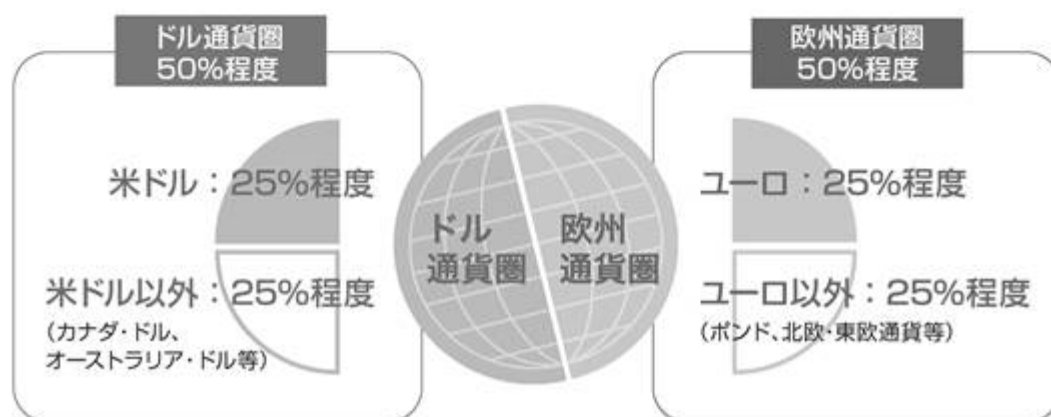 ドル通貨圏
50%程度
米ドル：25%程度
米ドル以外：25%程度
（カナダ・ドル、
オーストラリア・ドル等）
ドル
通貨圏
欧州
通貨圏
欧州通貨圏
50%程度
ユーロ：25%程度
ユーロ以外：25%程度
（ポンド、北欧・東欧通貨等）